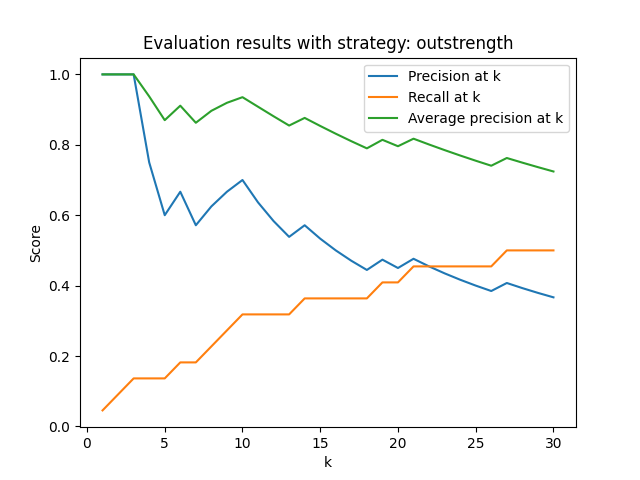 Evaluation results with strategy: outstrength
Precision at k
Recall at k
Average precision at k
Score
1.0
0.8
0.6
0.4
0.2
0.0
0 5 10 15 20 25 30
k